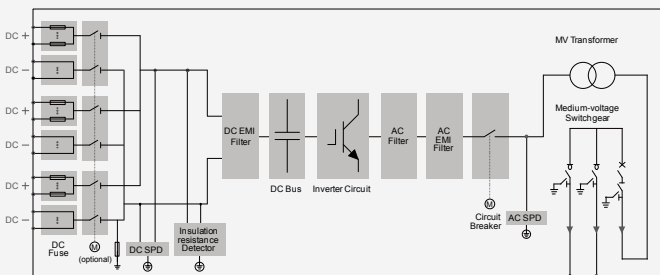 DC +
DC −
DC +
DC −
DC +
DC −
DC
Fuse
M
(optional)
DC SPD
Insulation
resistance
Detector
DC EMI
Filter
DC Bus
Inverter Circuit
AC
Filter
AC
EMI
Filter
M
Circuit
Breaker
AC SPD
MV Transformer
Medium-voltage
Switchgear